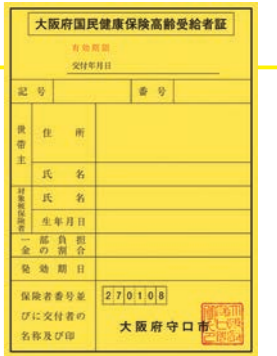 大阪府国民健康保険高齢受給者証
有効期限
交付年月日
記号
番号
世帯主
住所
氏名
対象被保険者
氏名
生年月日
一部負担金の割合
発効期日
保険者番号並びに交付者の名称及び印
270108
大阪府守口市